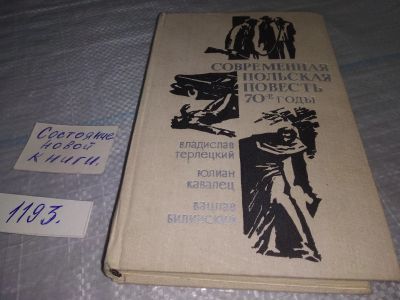 СОВРЕМЕННАЯ
ПОЛЬСКАЯ
ПОВЕСТЬ
70-е ГОДЫ
ВЛАДИСЛАВ
ТЕРЛЕЦКИЙ
ЮЛИАН
КАВАЛЕЦ
ВАЦЛАВ
БИЛИНСКИЙ
Состояние
новой
книги.
1193.